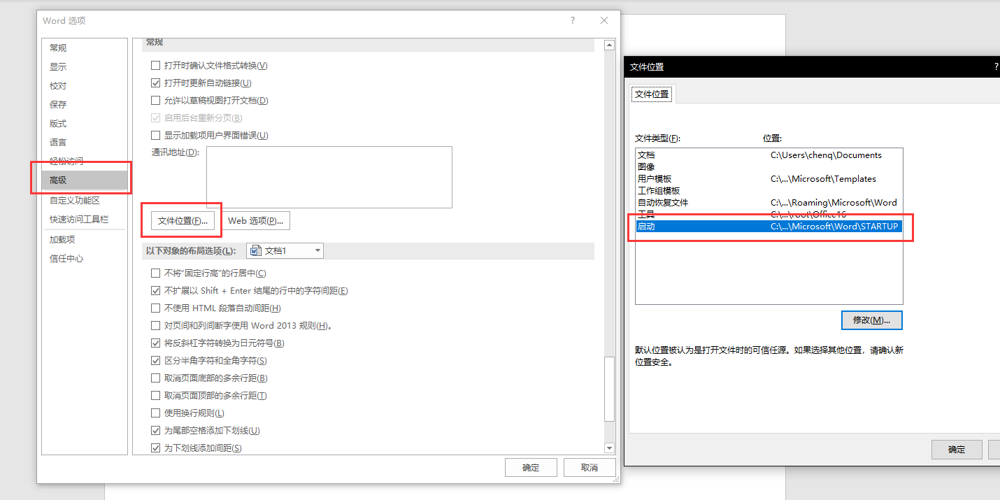 Word 选项
?
常规
显示
校对
保存
版式
语言
轻松访问
高级
自定义功能区
快速访问工具栏
加载项
信任中心
常规
打开时确认文件格式转换(V)
打开时更新自动链接(U)
允许以草稿视图打开文档(D)
启用后台重新分页(B)
显示加载项用户界面错误(U)
通讯地址(D):
文件位置(F)... Web 选项(P)...
以下对象的布局选项(L): 文档1
不将“固定行高”的行居中(C)
不扩展以 Shift + Enter 结尾的行中的字符间距(E)
不使用 HTML 段落自动间距(H)
对页间和列间断字使用 Word 2013 规则(H)。
将反斜杠字符转换为日元符号(B)
区分半角字符和全角字符(S)
取消页面底部的多余行距(B)
取消页面顶部的多余行距(T)
使用换行规则(L)
为尾部空格添加下划线(U)
为下划线添加间距(S)
确定 取消
文件位置 ?
文件位置
文件类型(F): 位置:
文档 C:\Users\chenq\Documents
图像
用户模板 C:\...\Microsoft\Templates
工作组模板
自动恢复文件 C:\...\Roaming\Microsoft\Word
工具 C:\...\root\Office16
启动 C:\...\Microsoft\Word\STARTUP
修改(M)...
默认位置被认为是打开文件时的可信任源。如果选择其他位置，请确认新
位置安全。
确定